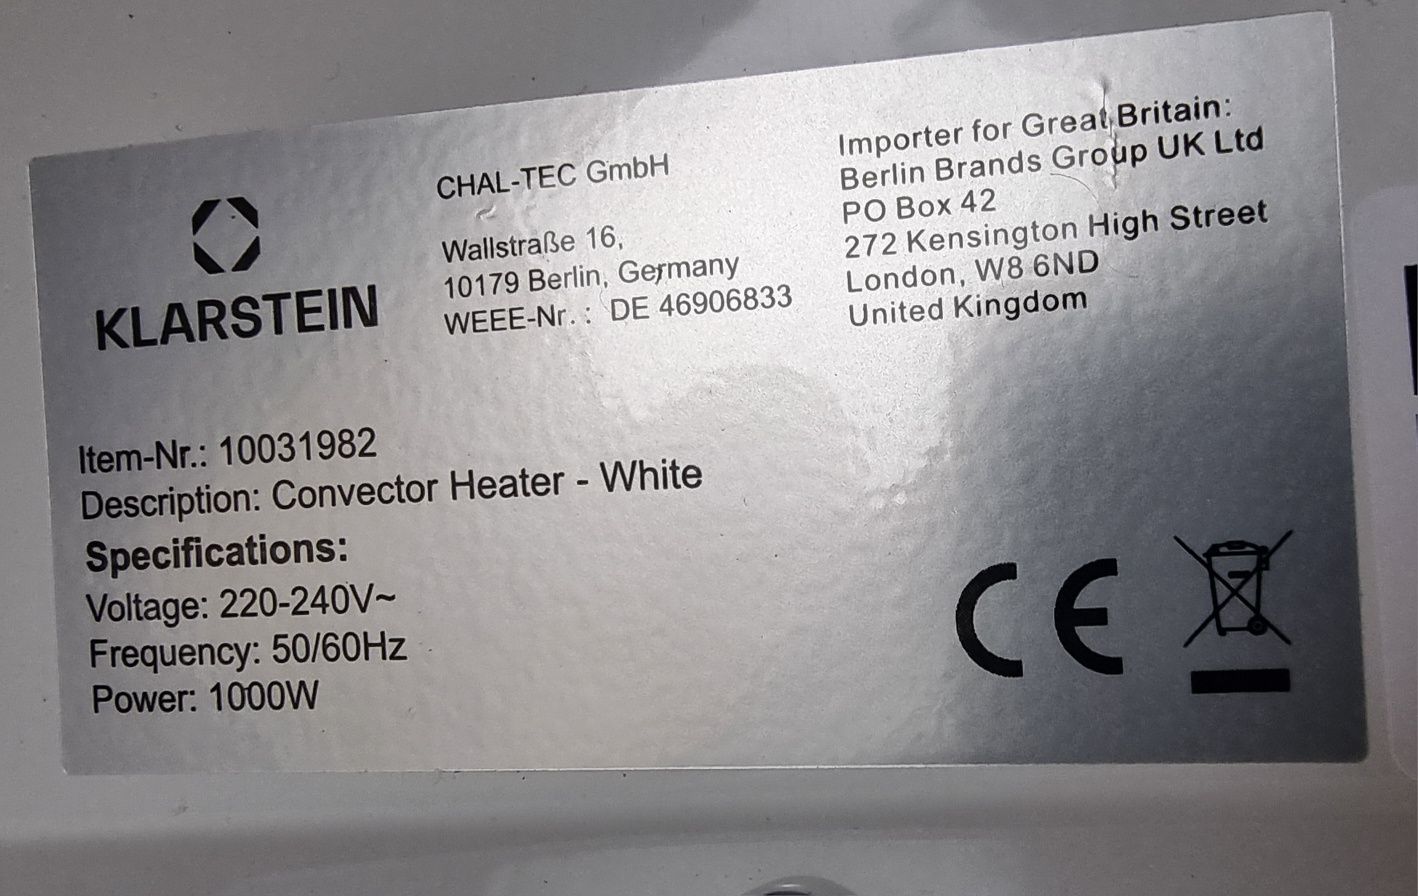 KLARSTEIN
CHAL-TEC GmbH
Wallstraße 16,
10179 Berlin, Germany
WEEE-Nr. : DE 46906833
Importer for Great Britain:
Berlin Brands Group UK Ltd
PO Box 42
272 Kensington High Street
London, W8 6ND
United Kingdom
Item-Nr.: 10031982
Description: Convector Heater - White
Specifications:
Voltage: 220-240V~
Frequency: 50/60Hz
Power: 1000W
CE